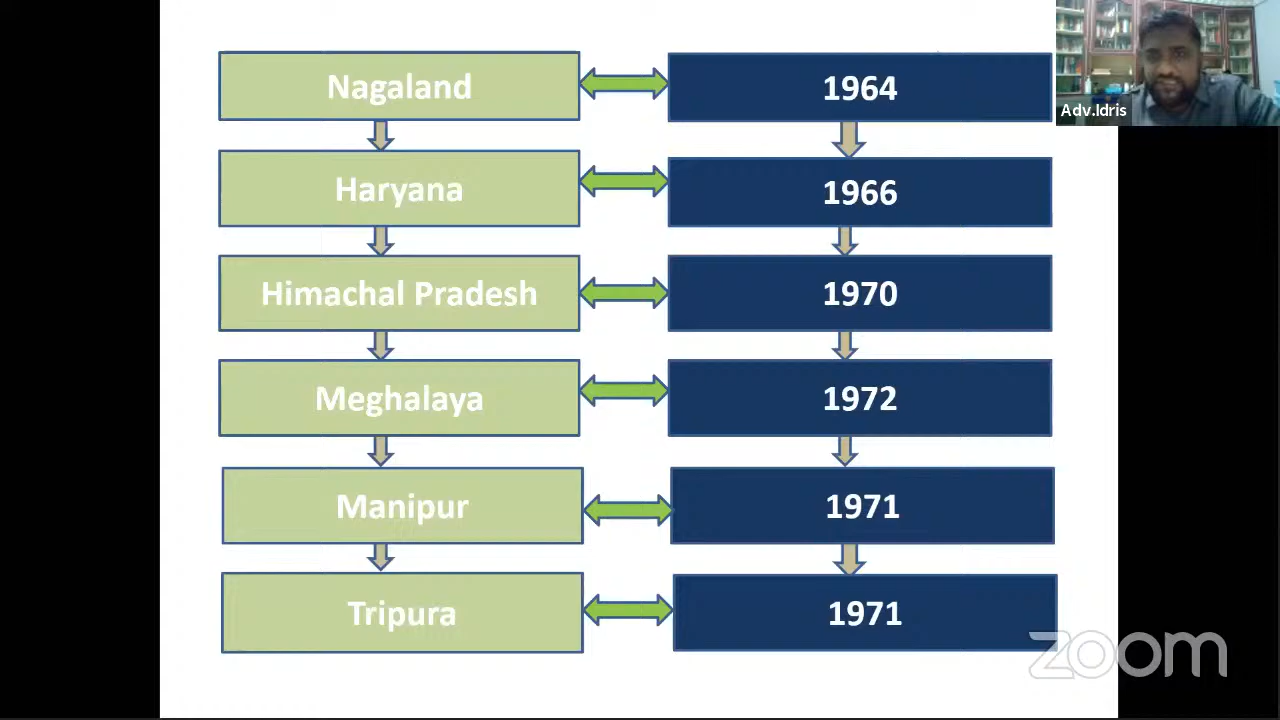 Nagaland 1964
Adv.Idris
Haryana 1966
Himachal Pradesh 1970
Meghalaya 1972
Manipur 1971
Tripura 1971
zoom